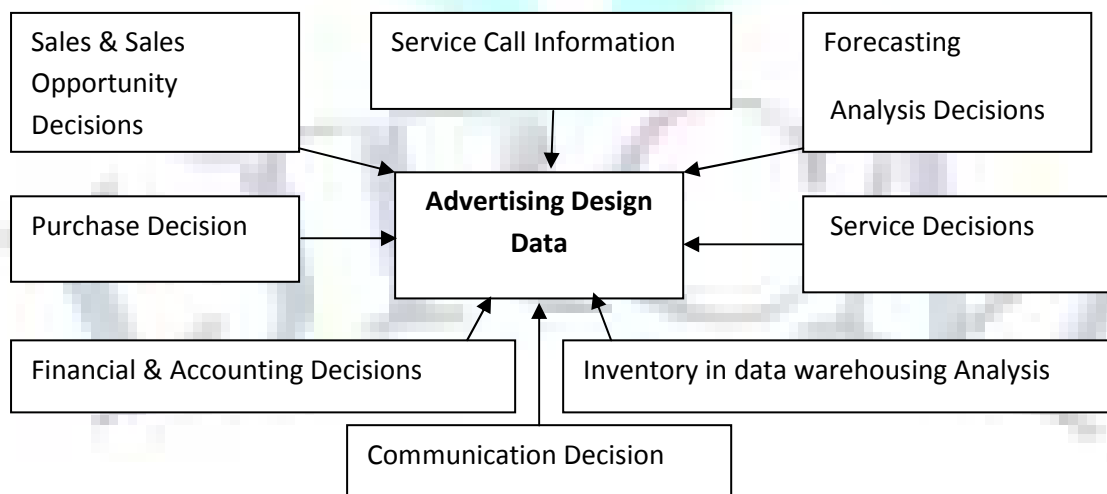 Sales & Sales
Opportunity
Decisions
Service Call Information
Forecasting
Analysis Decisions
Advertising Design
Data
Purchase Decision
Service Decisions
Financial & Accounting Decisions
Inventory in data warehousing Analysis
Communication Decision